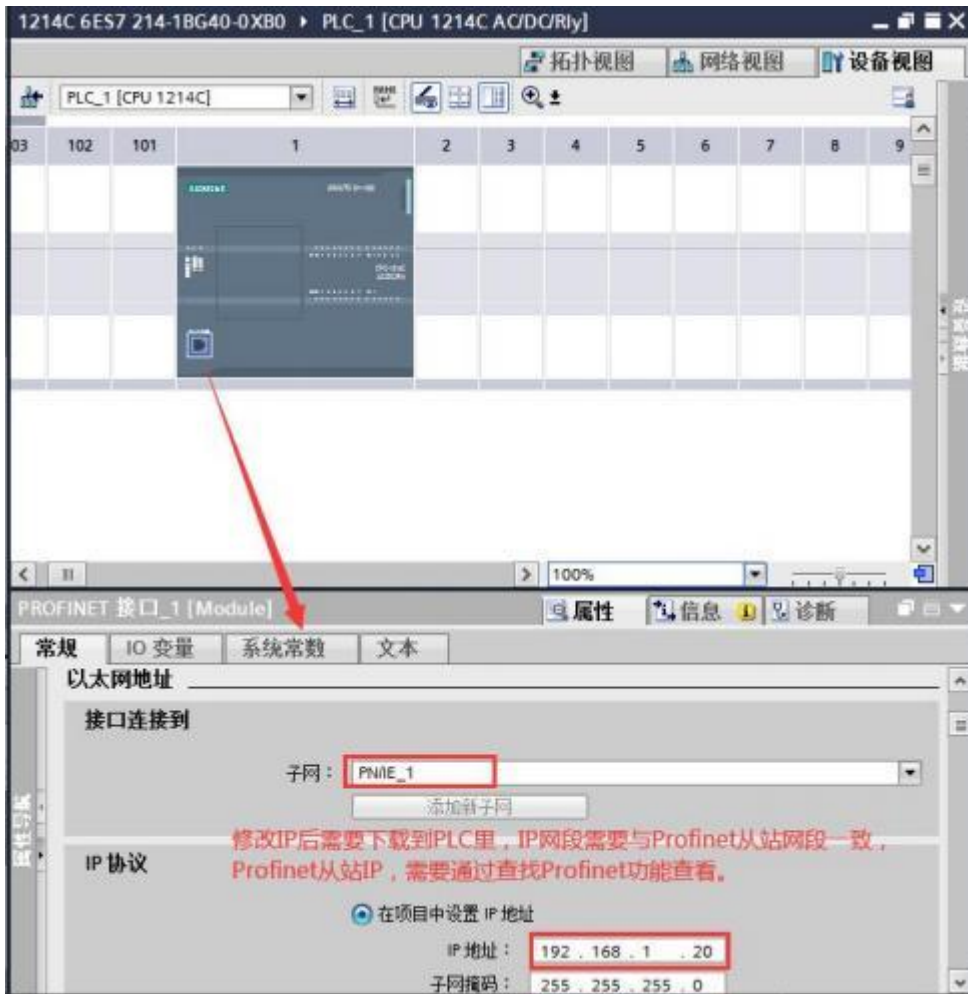 1214C 6ES7 214-1BG40-0XB0 ▸ PLC_1 [CPU 1214C AC/DC/Rly]
拓扑视图 网络视图 设备视图
PLC_1 [CPU 1214C]
03 102 101 1 2 3 4 5 6 7 8 9
SIEMENS
100%
PROFINET 接口_1 [Module]
属性 信息 诊断
常规 IO 变量 系统常数 文本
以太网地址
接口连接到
子网： PN/IE_1
添加新子网
修改IP后需要下载到PLC里，IP网段需要与Profinet从站网段一致，
IP 协议
Profinet从站IP，需要通过查找Profinet功能查看。
在项目中设置 IP 地址
IP 地址： 192 . 168 . 1 . 20
子网掩码： 255 . 255 . 255 . 0